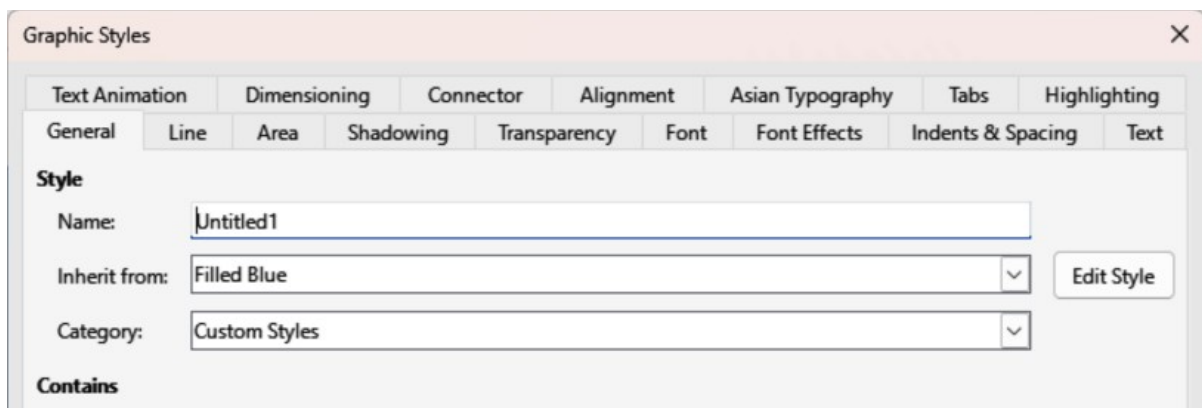 Graphic Styles
Text Animation Dimensioning Connector Alignment Asian Typography Tabs Highlighting
General Line Area Shadowing Transparency Font Font Effects Indents & Spacing Text
Style
Name: Untitled1
Inherit from: Filled Blue Edit Style
Category: Custom Styles
Contains